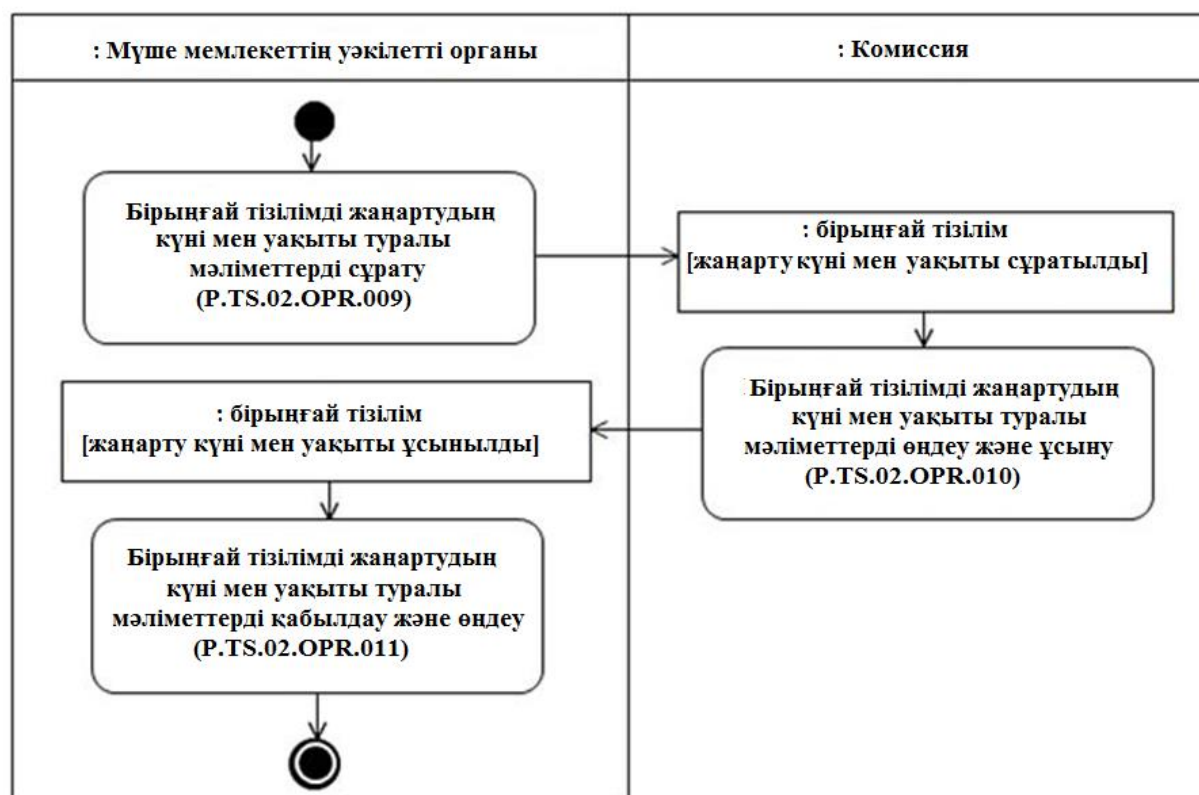 : Мүше мемлекеттің уәкілетті органы
: Комиссия
Бірыңғай тізілімді жаңартудың
күні мен уақыты туралы
мәліметтерді сұрату
(P.TS.02.OPR.009)
: бірыңғай тізілім
[жаңарту күні мен уақыты сұратылды]
Бірыңғай тізілімді жаңартудың
күні мен уақыты туралы
мәліметтерді өңдеу және ұсыну
(P.TS.02.OPR.010)
: бірыңғай тізілім
[жаңарту күні мен уақыты ұсынылды]
Бірыңғай тізілімді жаңартудың
күні мен уақыты туралы
мәліметтерді қабылдау және өңдеу
(P.TS.02.OPR.011)